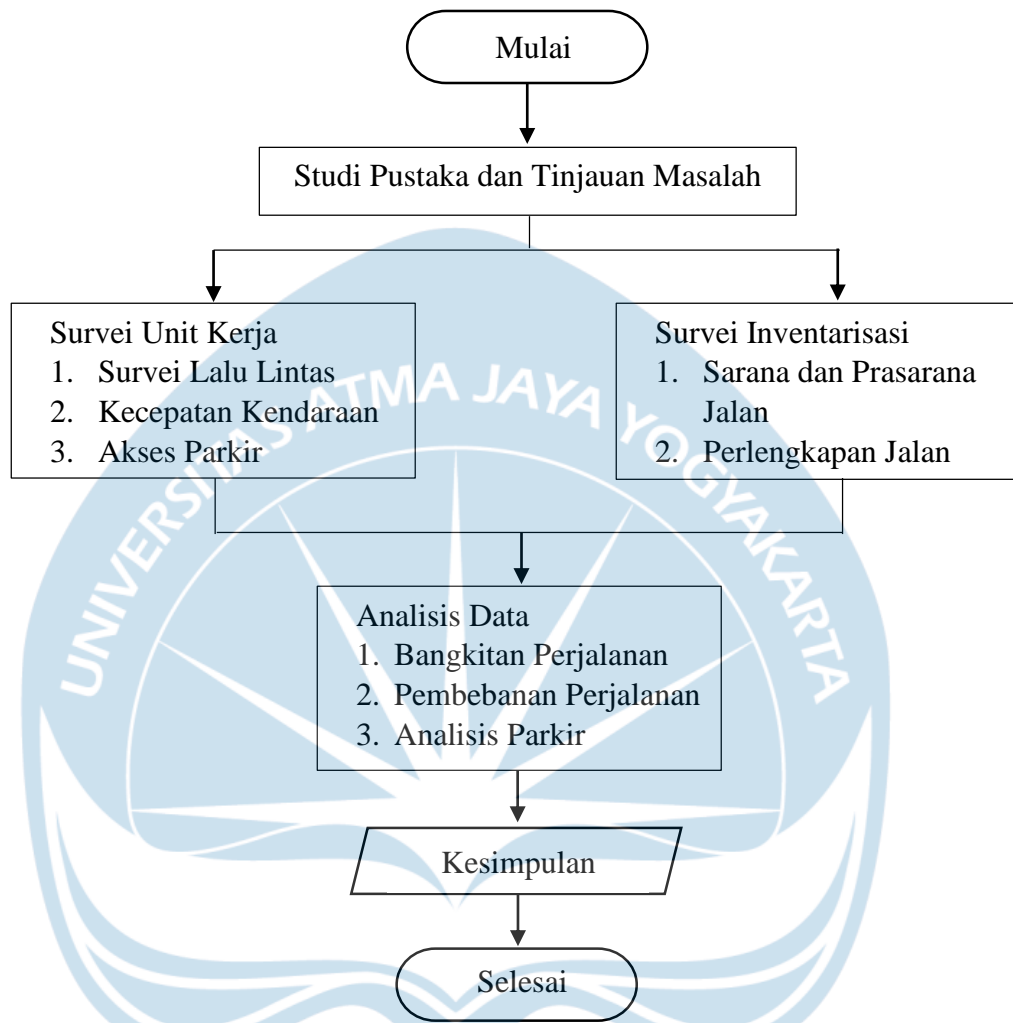 Mulai
Studi Pustaka dan Tinjauan Masalah
Survei Unit Kerja
1. Survei Lalu Lintas
2. Kecepatan Kendaraan
3. Akses Parkir
Survei Inventarisasi
1. Sarana dan Prasarana
Jalan
2. Perlengkapan Jalan
UNIVERSITAS ATMA JAYA YOGYAKARTA
Analisis Data
1. Bangkitan Perjalanan
2. Pembebanan Perjalanan
3. Analisis Parkir
Kesimpulan
Selesai